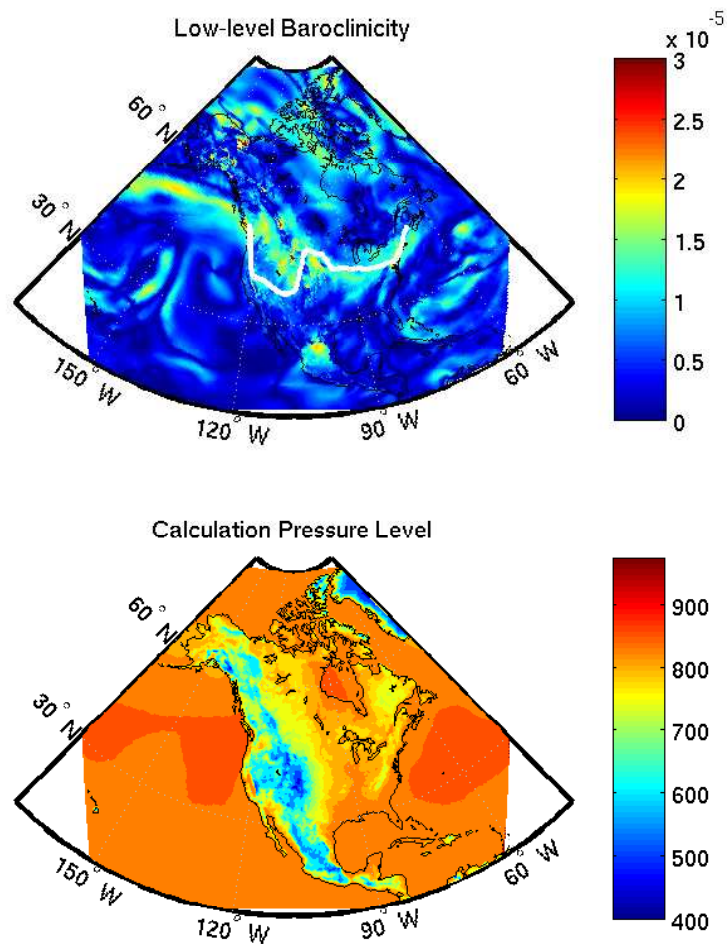 Low-level Baroclinicity
x 10⁻⁵
3
2.5
2
1.5
1
0.5
0
60° N
30° N
150° W
120° W
90° W
60° W
Calculation Pressure Level
900
800
700
600
500
400
60° N
30° N
150° W
120° W
90° W
60° W